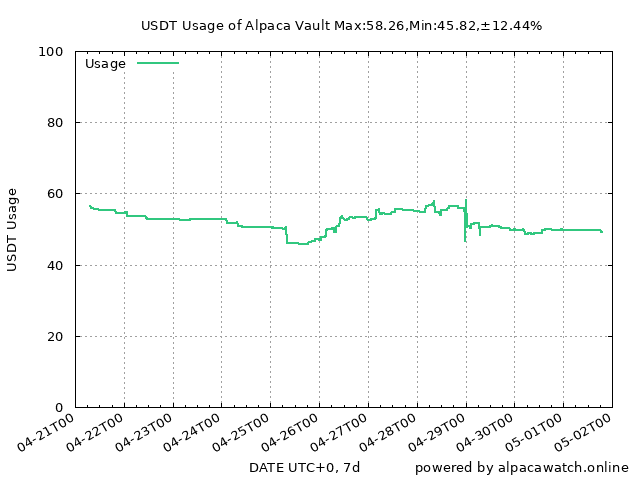 USDT Usage of Alpaca Vault Max:58.26,Min:45.82,±12.44%
Usage
100
80
60
40
20
0
USDT Usage
04-21T00
04-22T00
04-23T00
04-24T00
04-25T00
04-26T00
04-27T00
04-28T00
04-29T00
04-30T00
05-01T00
05-02T00
DATE UTC+0, 7d
powered by alpacawatch.online